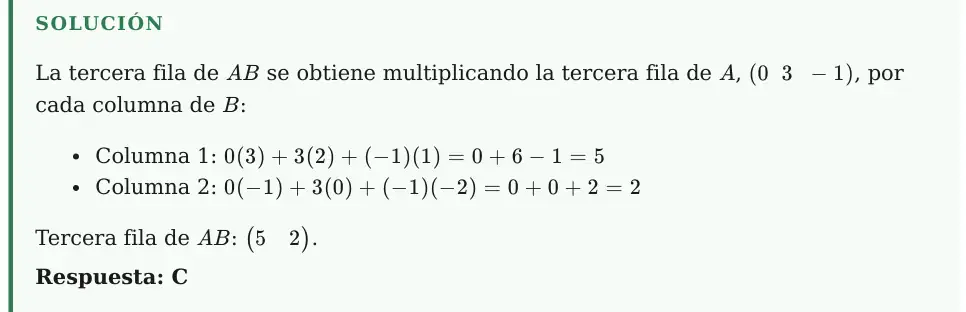 SOLUCIÓN
La tercera fila de AB se obtiene multiplicando la tercera fila de A, (0 3 −1), por
cada columna de B:
• Columna 1: 0(3) + 3(2) + (−1)(1) = 0 + 6 − 1 = 5
• Columna 2: 0(−1) + 3(0) + (−1)(−2) = 0 + 0 + 2 = 2
Tercera fila de AB: (5 2).
Respuesta: C